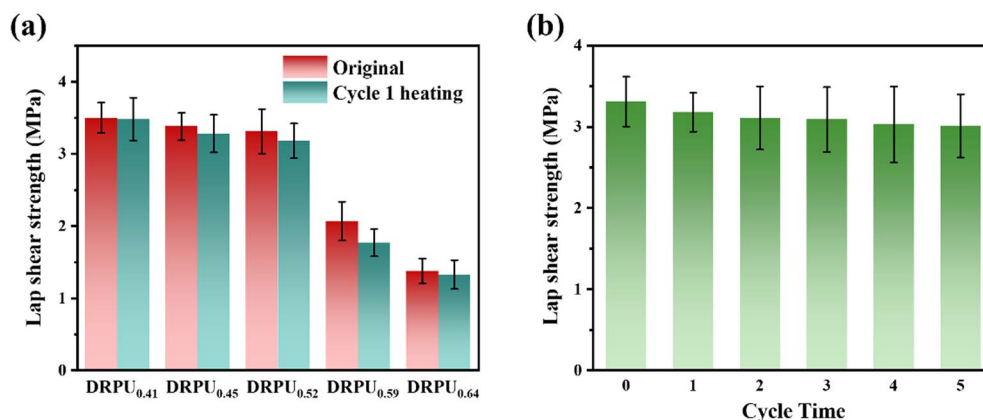 (a)
Lap shear strength (MPa)
4
3
2
1
0
Original
Cycle 1 heating
DRPU0.41 DRPU0.45 DRPU0.52 DRPU0.59 DRPU0.64
(b)
Lap shear strength (MPa)
4
3
2
1
0
0 1 2 3 4 5
Cycle Time